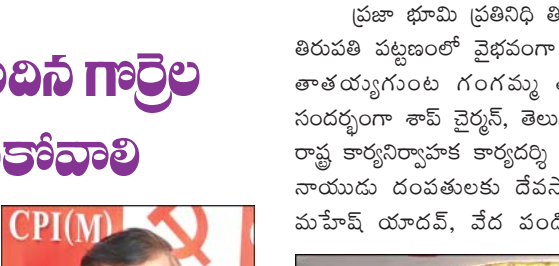 గొర్రెల
ప్రజా భూమి ప్రతినిధి
తిరుపతి పట్టణంలో వైభవంగా
తాతయ్యగుంట గంగమ్మ
సందర్భంగా శాప్ చైర్మన్,
రాష్ట్ర కార్యనిర్వాహక కార్యదర్శి
నాయుడు దంపతులకు
మహేష్ యాదవ్, వేద
CPI(M)